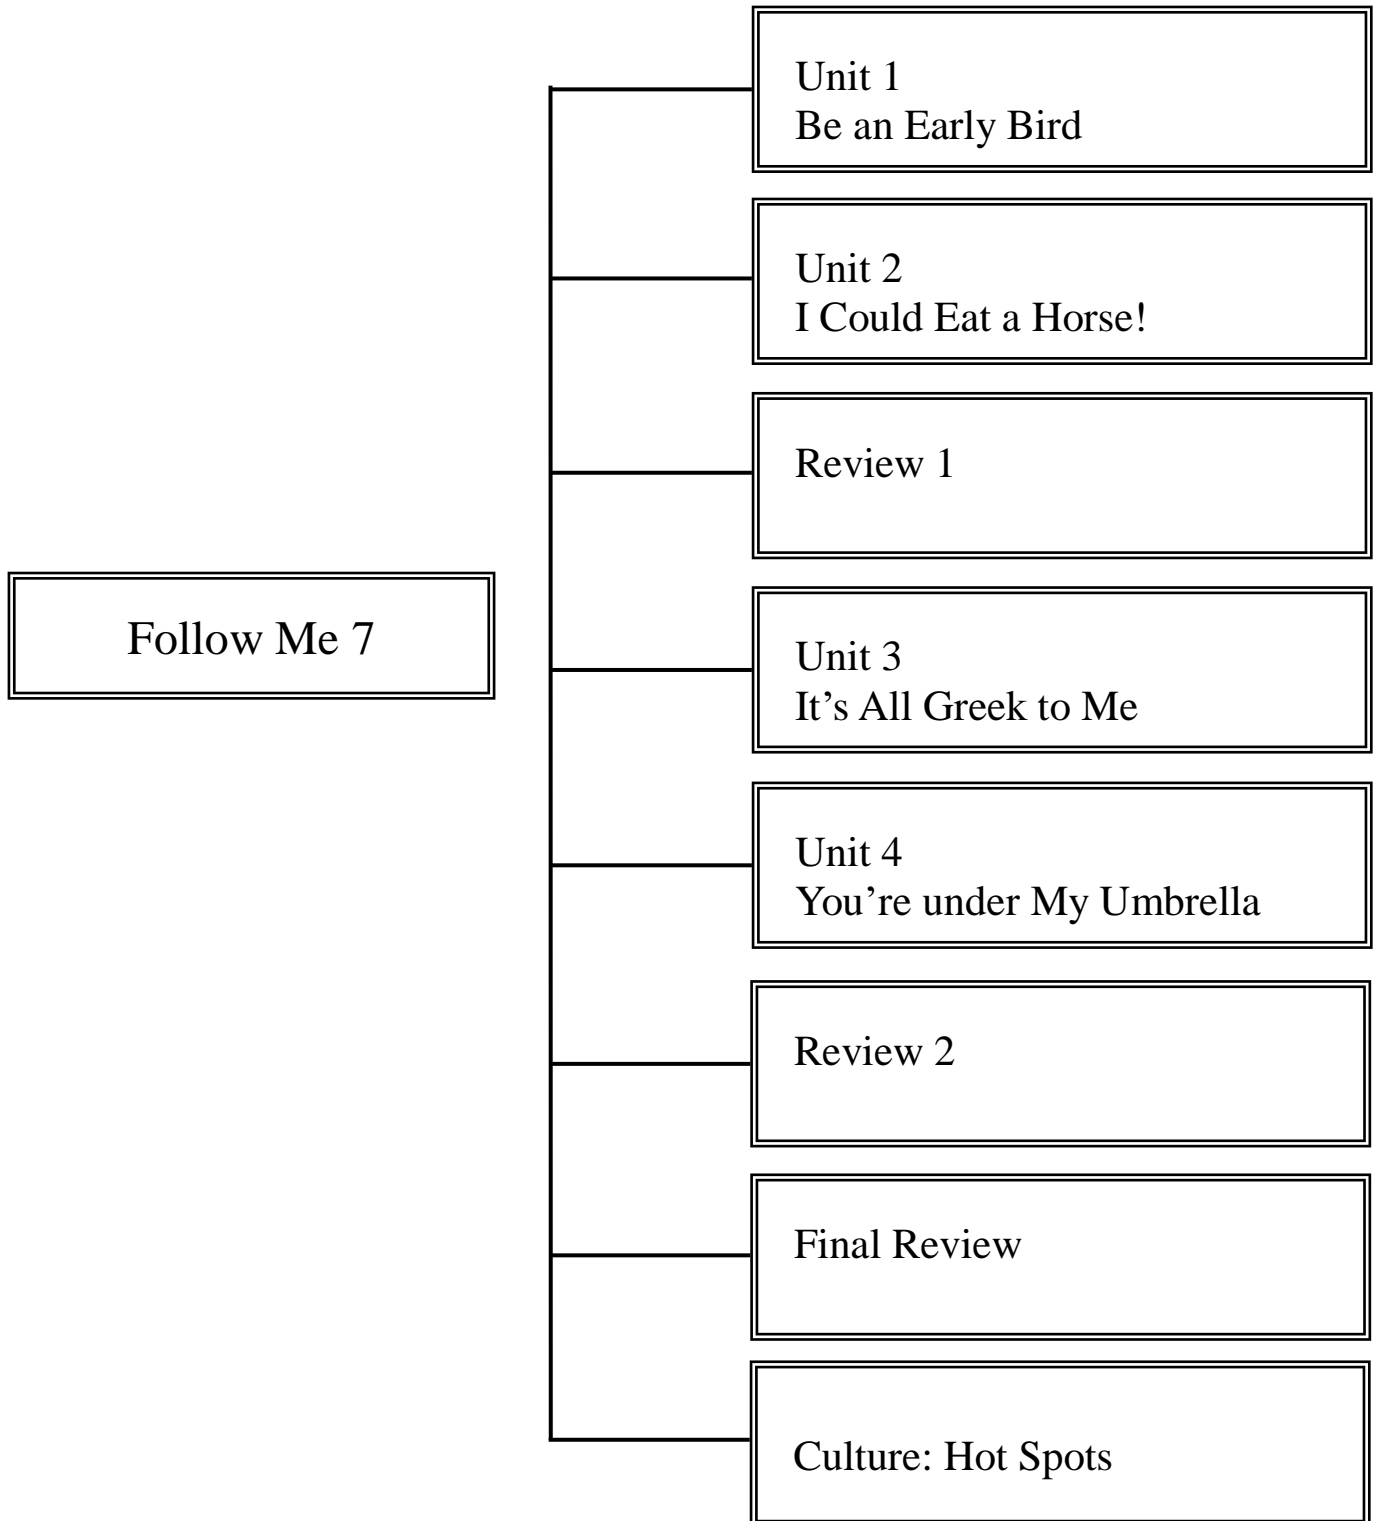 Follow Me 7
Unit 1
Be an Early Bird
Unit 2
I Could Eat a Horse!
Review 1
Unit 3
It’s All Greek to Me
Unit 4
You’re under My Umbrella
Review 2
Final Review
Culture: Hot Spots